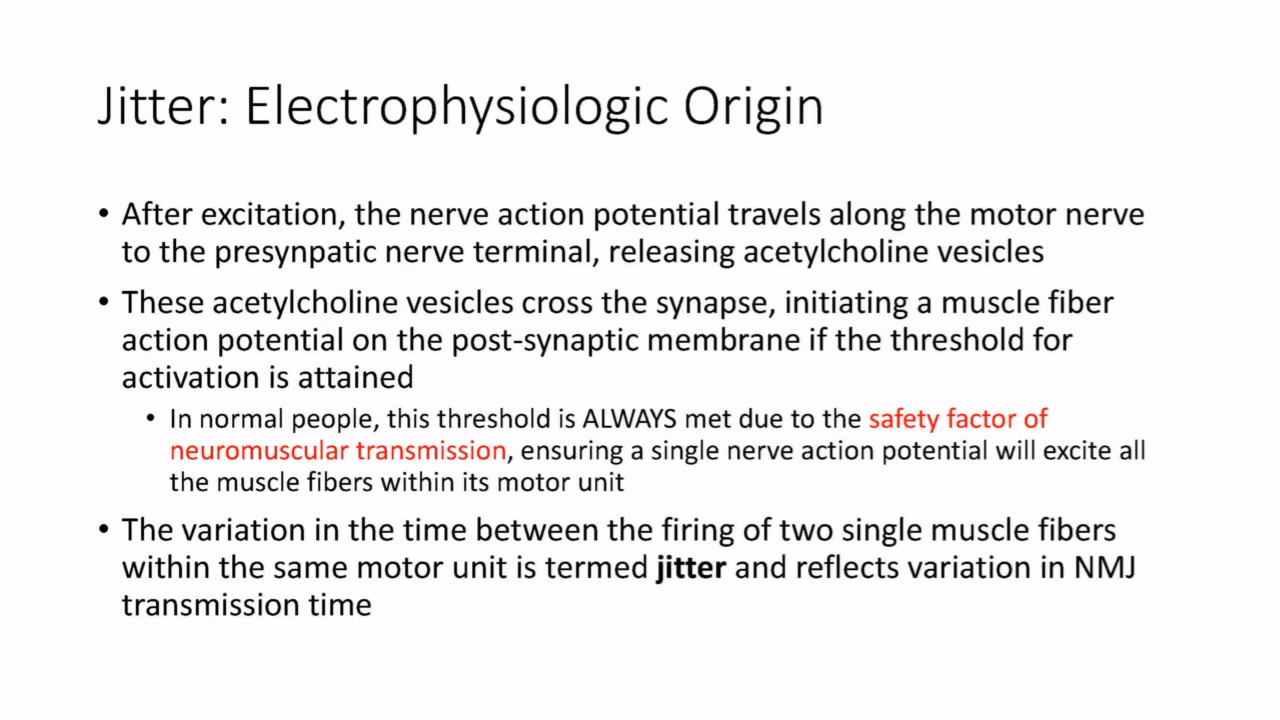 Jitter: Electrophysiologic Origin
• After excitation, the nerve action potential travels along the motor nerve
to the presynpatic nerve terminal, releasing acetylcholine vesicles
• These acetylcholine vesicles cross the synapse, initiating a muscle fiber
action potential on the post-synaptic membrane if the threshold for
activation is attained
• In normal people, this threshold is ALWAYS met due to the safety factor of
neuromuscular transmission, ensuring a single nerve action potential will excite all
the muscle fibers within its motor unit
• The variation in the time between the firing of two single muscle fibers
within the same motor unit is termed jitter and reflects variation in NMJ
transmission time